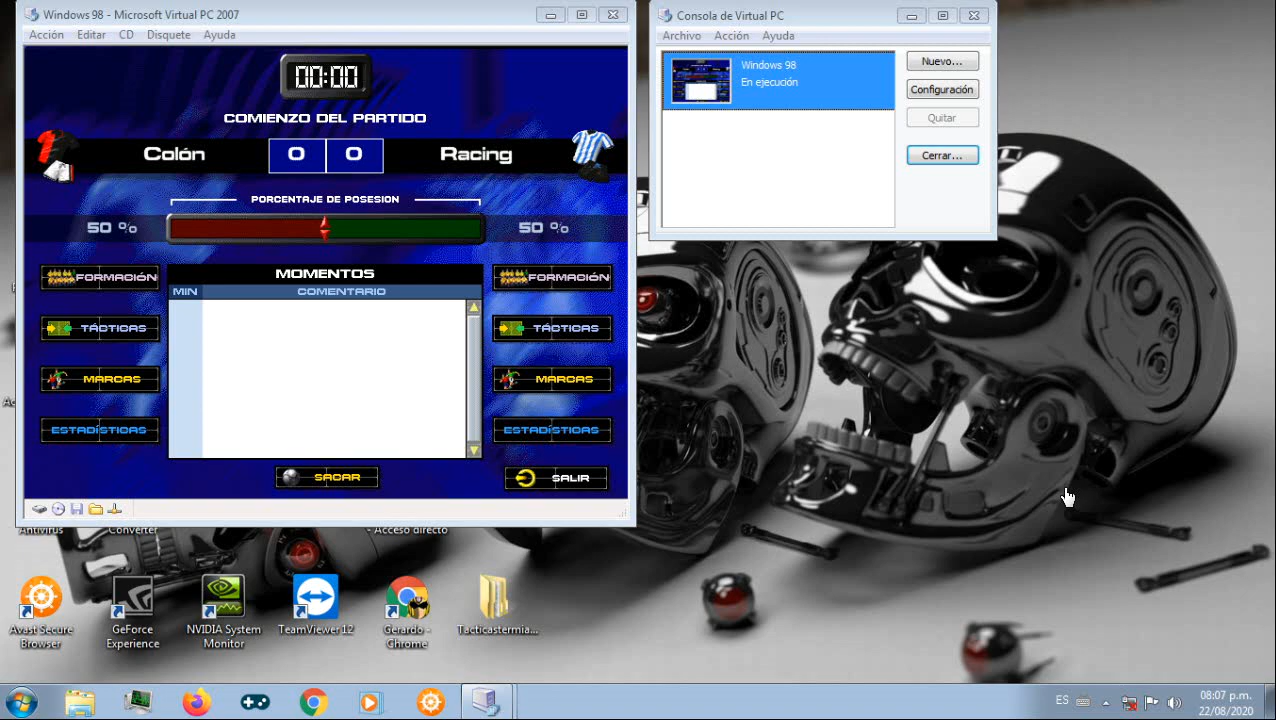 Windows 98 - Microsoft Virtual PC 2007
Acción Editar CD Disquete Ayuda
00:00
COMIENZO DEL PARTIDO
Colón 0 0 Racing
PORCENTAJE DE POSESION
50 % 50 %
FORMACIÓN MOMENTOS FORMACIÓN
MIN COMENTARIO
TÁCTICAS TÁCTICAS
MARCAS MARCAS
ESTADÍSTICAS ESTADÍSTICAS
SACAR SALIR
Consola de Virtual PC
Archivo Acción Ayuda
Windows 98
En ejecución
Nuevo...
Configuración
Quitar
Cerrar...
Antivirus Converter - Acceso directo
Avast Secure Browser
GeForce Experience
NVIDIA System Monitor
TeamViewer 12
Gerardo - Chrome
Tacticastermia...
ES
08:07 p.m.
22/08/2020